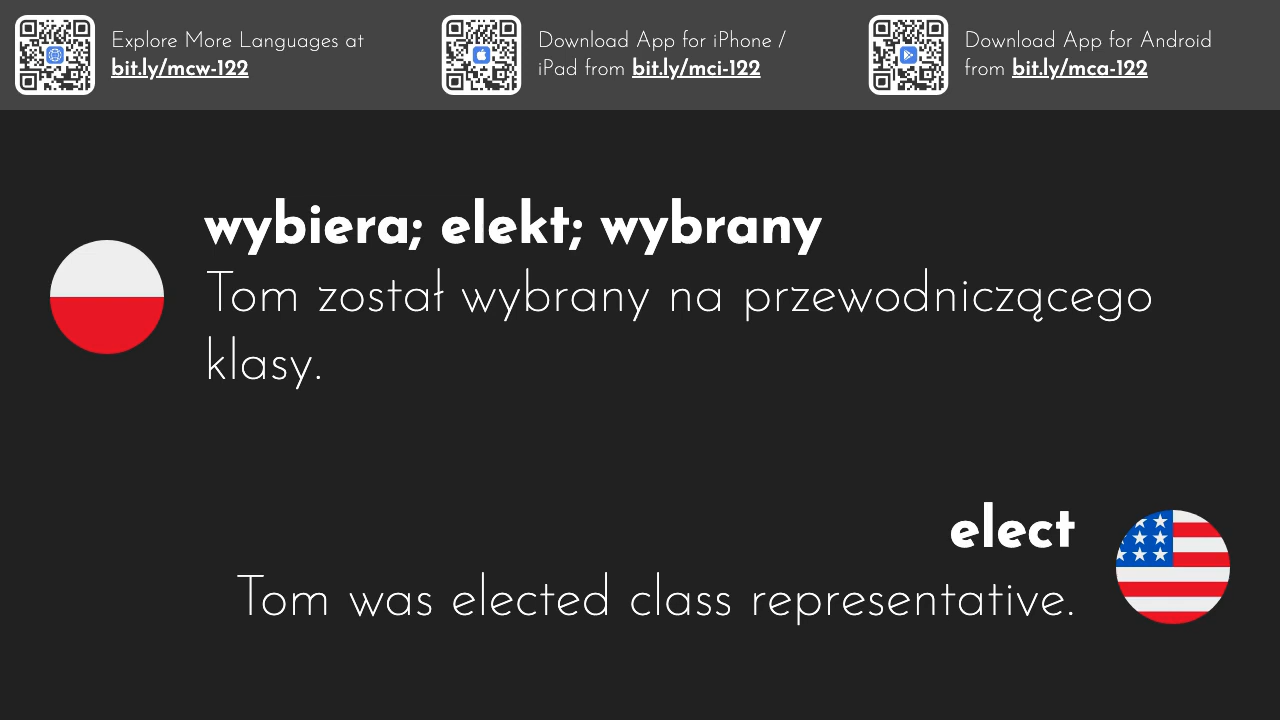 Explore More Languages at
bit.ly/mcw-122
Download App for iPhone /
iPad from bit.ly/mci-122
Download App for Android
from bit.ly/mca-122
wybiera; elekt; wybrany
Tom został wybrany na przewodniczącego
klasy.
elect
Tom was elected class representative.